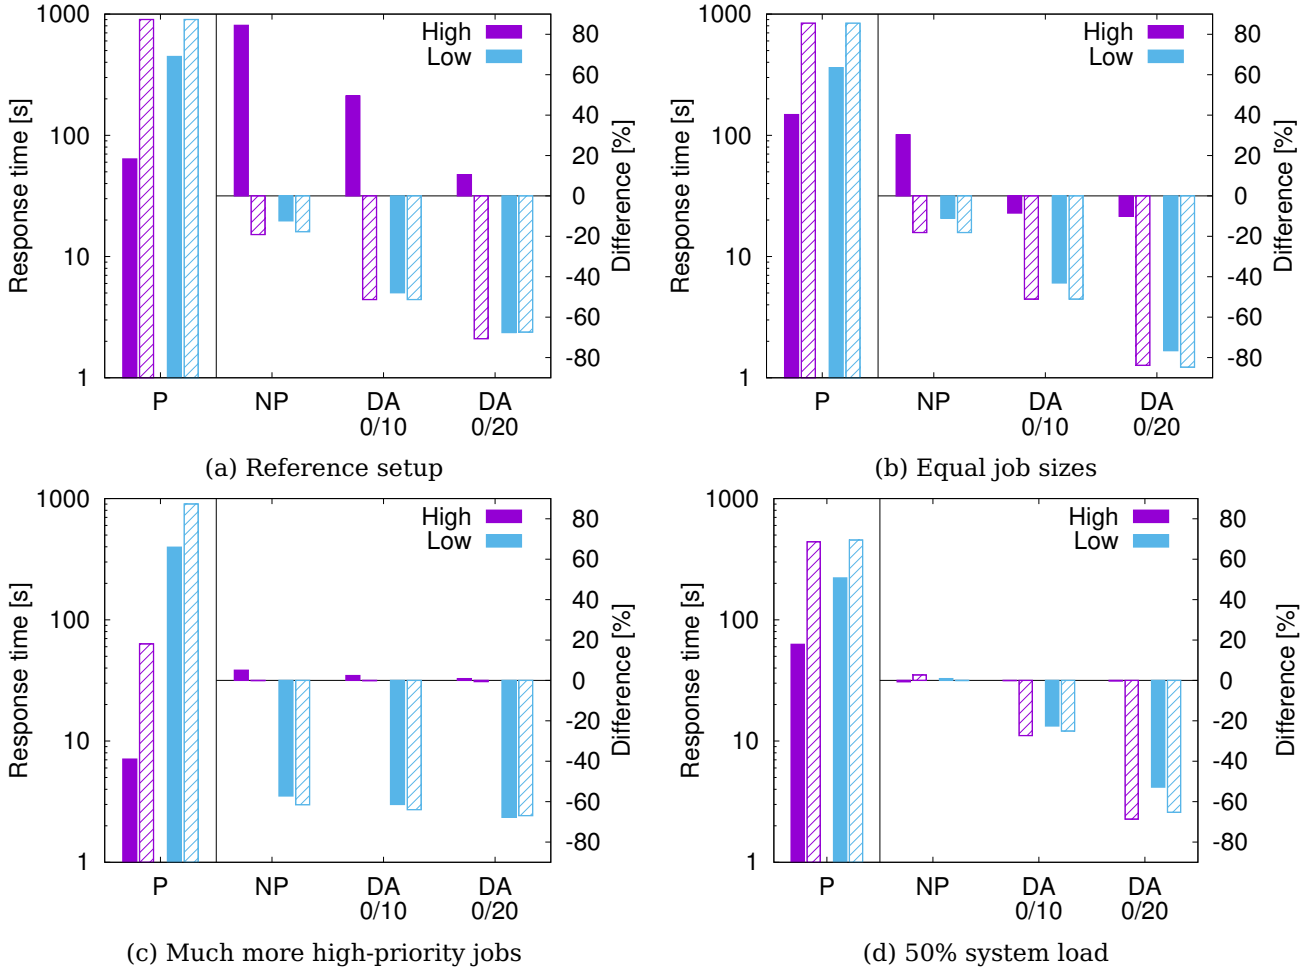 Response time [s]
1000
100
10
1
High
Low
80
60
40
20
0
-20
-40
-60
-80
Difference [%]
P
NP
DA
0/10
DA
0/20
(a) Reference setup
Response time [s]
1000
100
10
1
High
Low
80
60
40
20
0
-20
-40
-60
-80
Difference [%]
P
NP
DA
0/10
DA
0/20
(b) Equal job sizes
Response time [s]
1000
100
10
1
High
Low
80
60
40
20
0
-20
-40
-60
-80
Difference [%]
P
NP
DA
0/10
DA
0/20
(c) Much more high-priority jobs
Response time [s]
1000
100
10
1
High
Low
80
60
40
20
0
-20
-40
-60
-80
Difference [%]
P
NP
DA
0/10
DA
0/20
(d) 50% system load